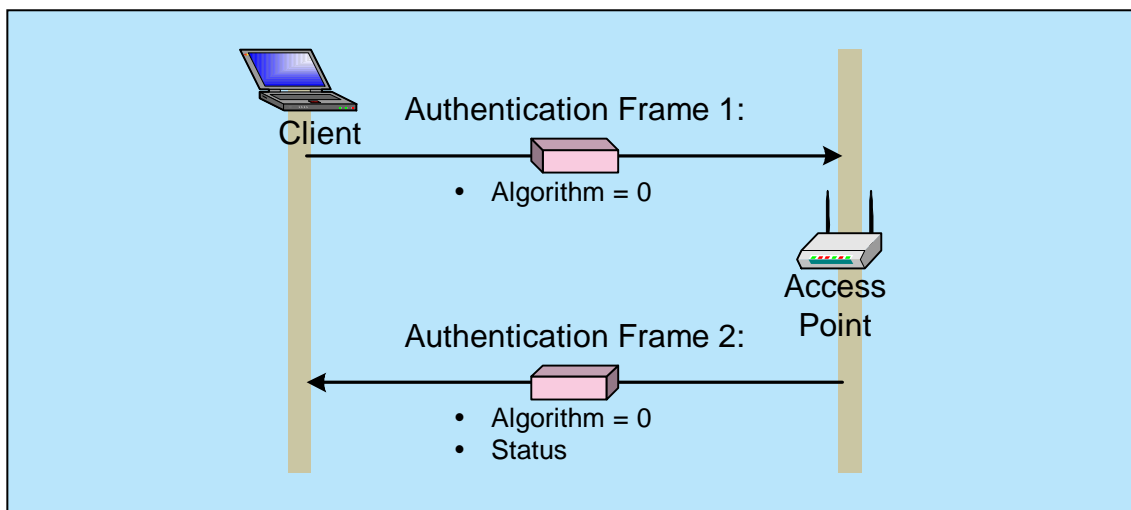 Client
Authentication Frame 1:
• Algorithm = 0
Access
Point
Authentication Frame 2:
• Algorithm = 0
• Status